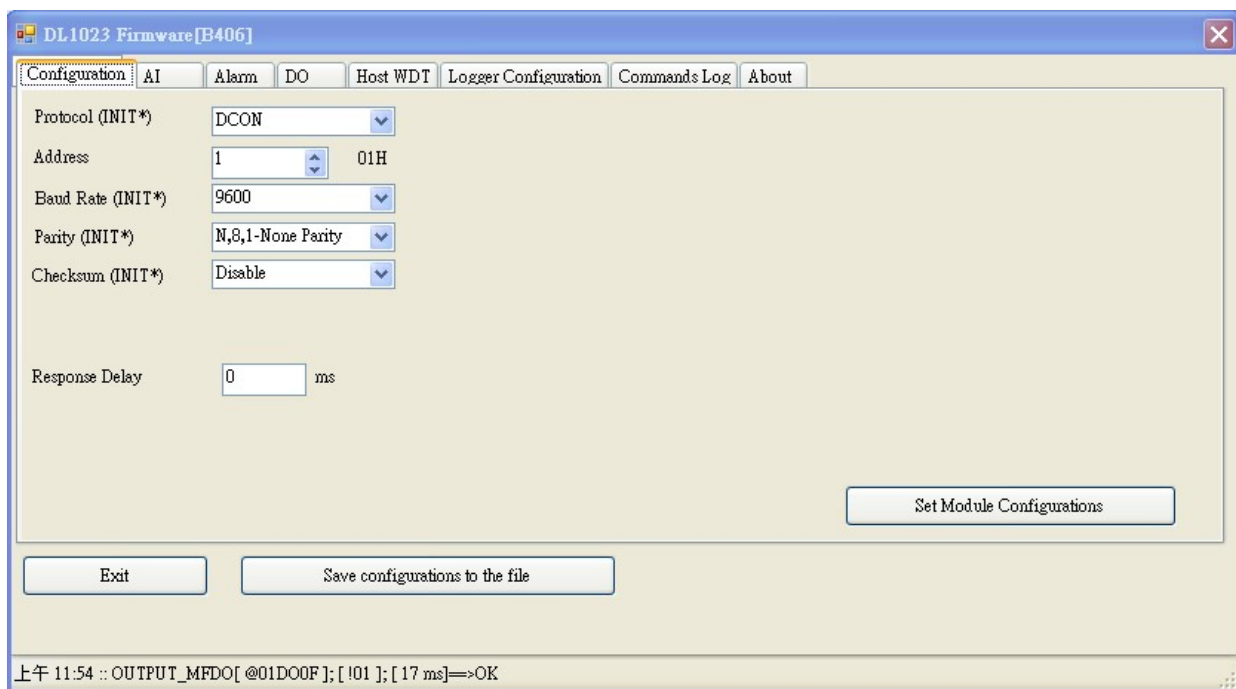 DL1023 Firmware[B406]
Configuration AI Alarm DO Host WDT Logger Configuration Commands Log About
Protocol (INIT*) DCON
Address 1 01H
Baud Rate (INIT*) 9600
Parity (INIT*) N,8,1-None Parity
Checksum (INIT*) Disable
Response Delay 0 ms
Set Module Configurations
Exit Save configurations to the file
上午 11:54 :: OUTPUT_MFDO[ @01DO0F ]; [ !01 ]; [ 17 ms]==>OK